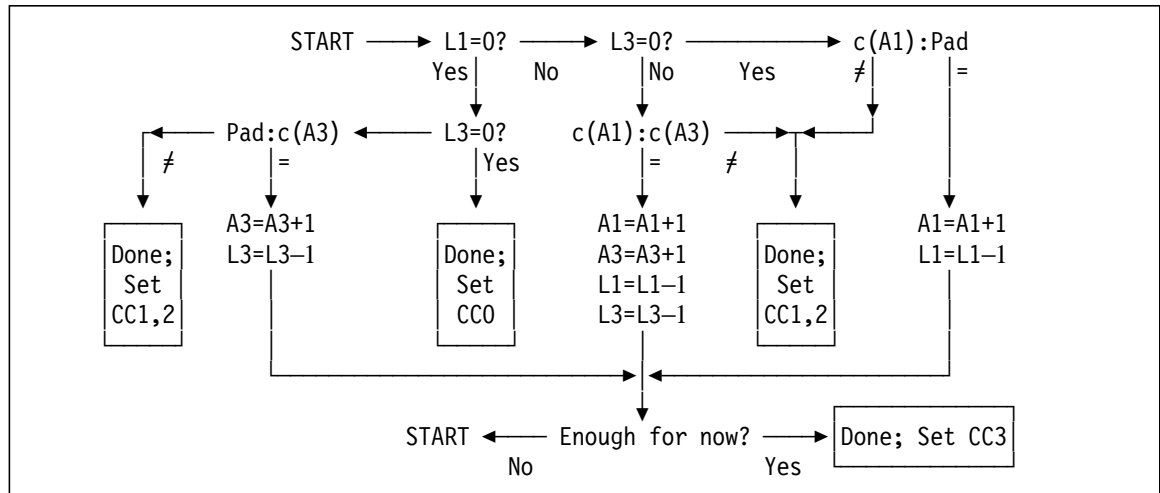 START L1=0? L3=0? c(A1):Pad
Yes No No Yes ≠ =
Pad:c(A3) L3=0? c(A1):c(A3)
≠ = Yes = ≠
A3=A3+1 A1=A1+1 A1=A1+1
Done; L3=L3−1 Done; A3=A3+1 Done; L1=L1−1
Set Set L1=L1−1 Set
CC1,2 CC0 L3=L3−1 CC1,2
START Enough for now? Done; Set CC3
No Yes